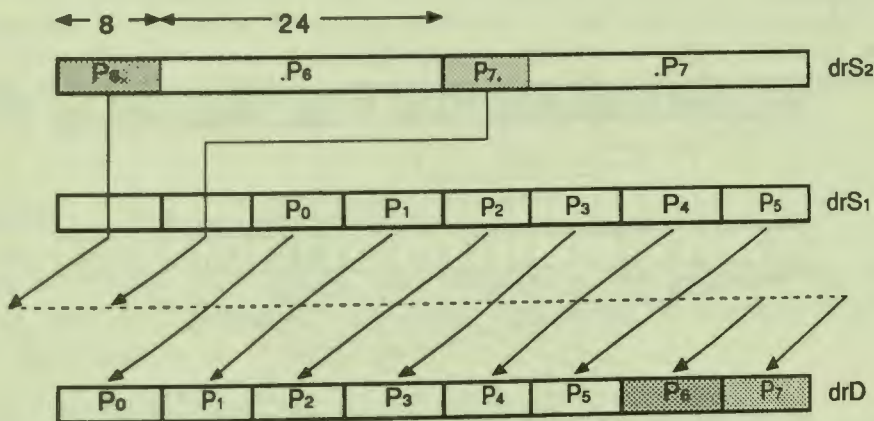 8 24
P6. .P6 P7. .P7 drS2
P0 P1 P2 P3 P4 P5 drS1
P0 P1 P2 P3 P4 P5 P6 P7 drD